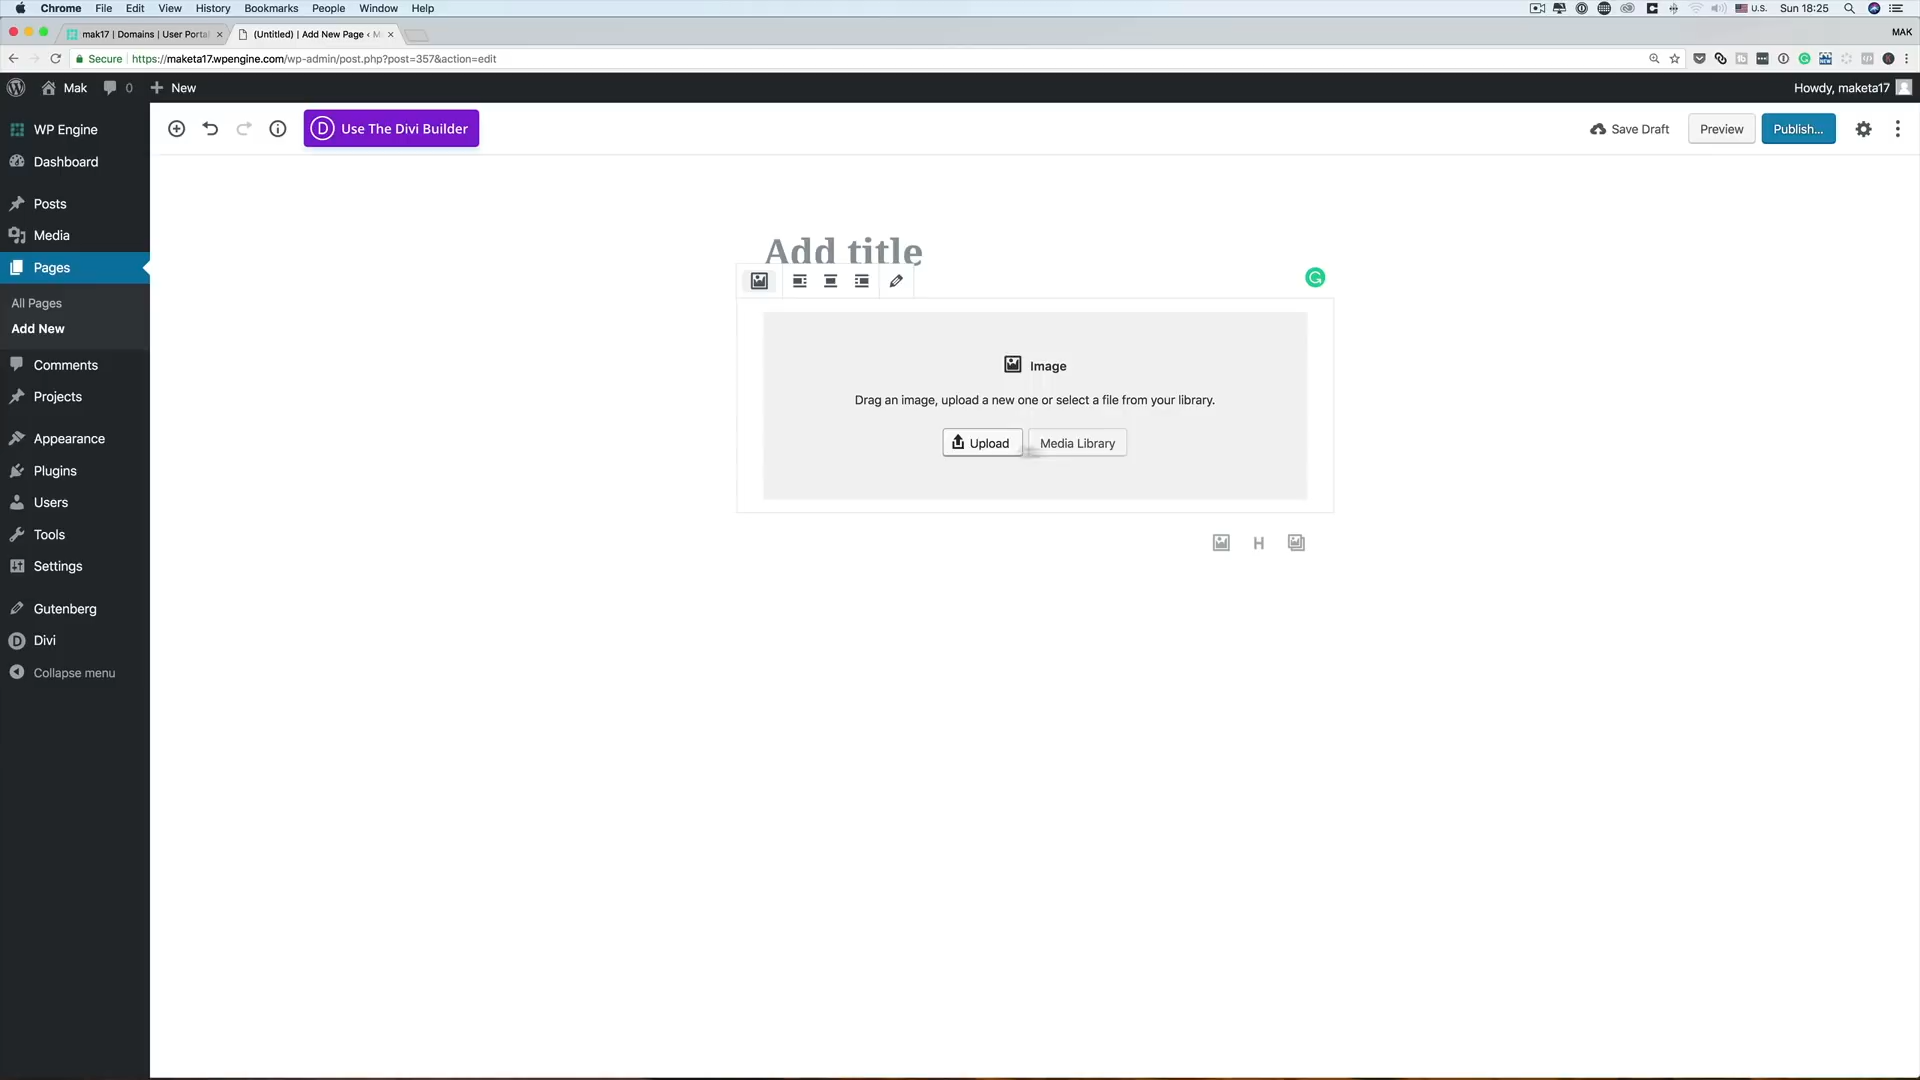 Chrome File Edit View History Bookmarks People Window Help U.S. Sun 18:25
mak17 | Domains | User Porta × (Untitled) | Add New Page ‹ M × MAK
Secure https://maketa17.wpengine.com/wp-admin/post.php?post=357&action=edit
Mak 0 New Howdy, maketa17
D Use The Divi Builder Save Draft Preview Publish...
WP Engine
Dashboard
Posts
Media
Pages
All Pages
Add New
Comments
Projects
Appearance
Plugins
Users
Tools
Settings
Gutenberg
D Divi
Collapse menu
Add title
Image
Drag an image, upload a new one or select a file from your library.
Upload Media Library
H